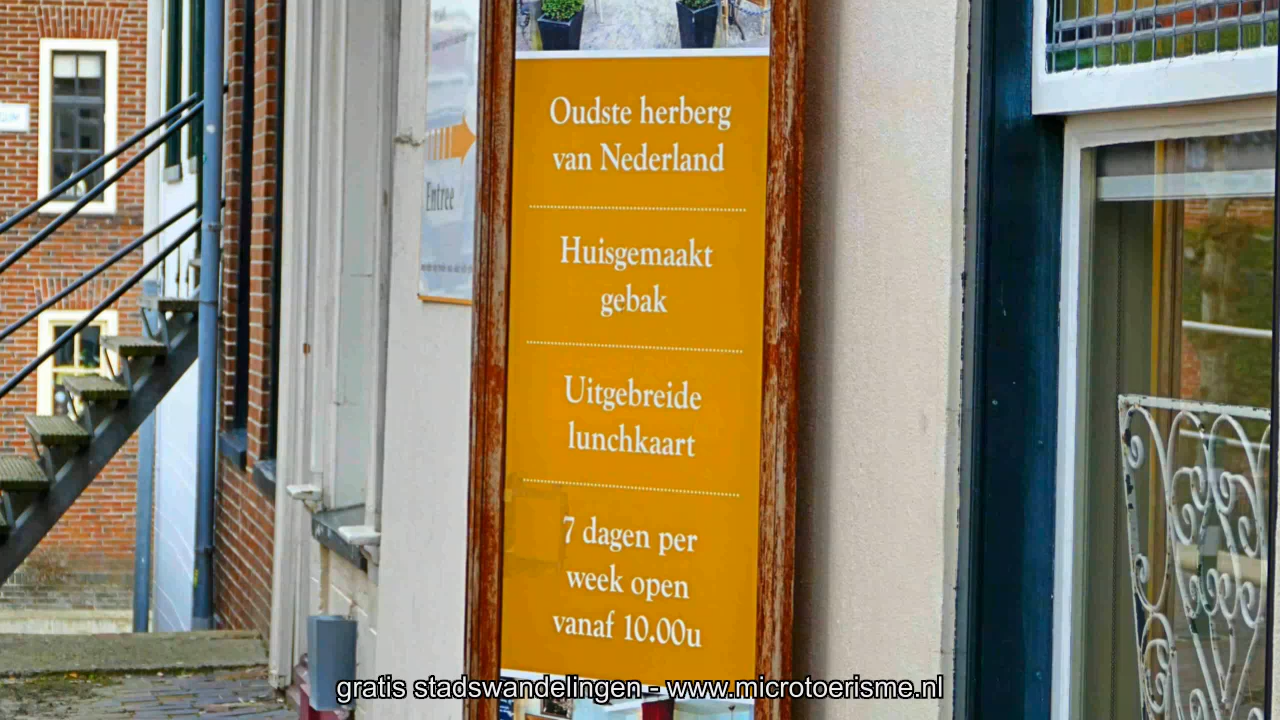 Oudste herberg
van Nederland
Huisgemaakt
gebak
Uitgebreide
lunchkaart
7 dagen per
week open
vanaf 10.00u
Entree
gratis stadswandelingen - www.microtoerisme.nl